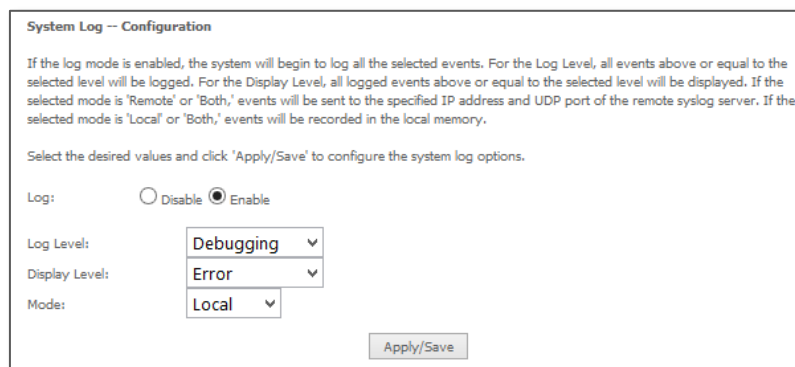 System Log -- Configuration
If the log mode is enabled, the system will begin to log all the selected events. For the Log Level, all events above or equal to the
selected level will be logged. For the Display Level, all logged events above or equal to the selected level will be displayed. If the
selected mode is 'Remote' or 'Both,' events will be sent to the specified IP address and UDP port of the remote syslog server. If the
selected mode is 'Local' or 'Both,' events will be recorded in the local memory.
Select the desired values and click 'Apply/Save' to configure the system log options.
Log: Disable Enable
Log Level: Debugging
Display Level: Error
Mode: Local
Apply/Save